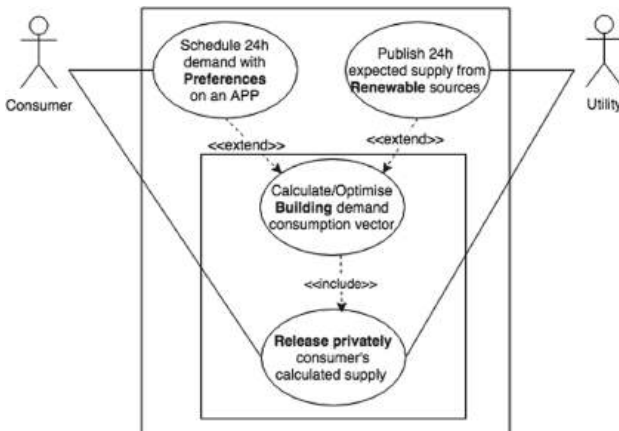 Schedule 24h
demand with
Preferences
on an APP
Publish 24h
expected supply from
Renewable sources
Consumer
Utility
<<extend>>
<<extend>>
Calculate/Optimise
Building demand
consumption vector
<<include>>
Release privately
consumer's
calculated supply